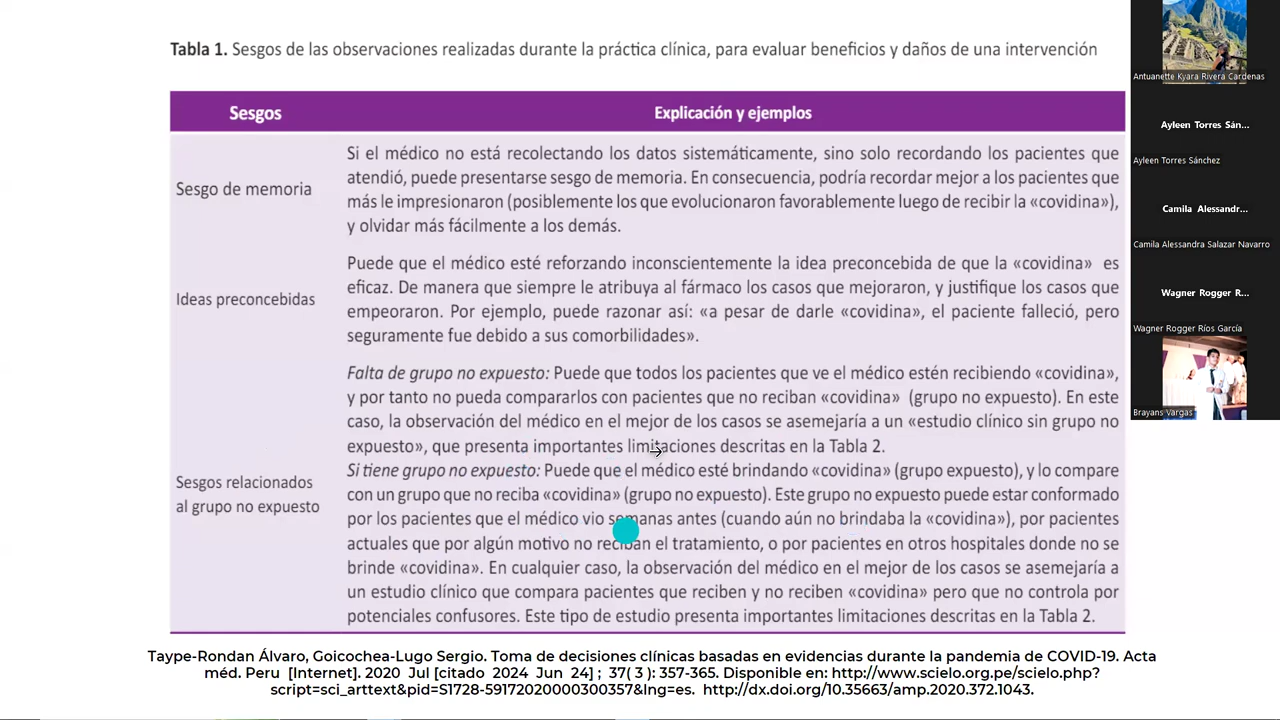 Tabla 1. Sesgos de las observaciones realizadas durante la práctica clínica, para evaluar beneficios y daños de una intervención
Sesgos
Explicación y ejemplos
Sesgo de memoria
Si el médico no está recolectando los datos sistemáticamente, sino solo recordando los pacientes que
atendió, puede presentarse sesgo de memoria. En consecuencia, podría recordar mejor a los pacientes que
más le impresionaron (posiblemente los que evolucionaron favorablemente luego de recibir la «covidina»),
y olvidar más fácilmente a los demás.
Ideas preconcebidas
Puede que el médico esté reforzando inconscientemente la idea preconcebida de que la «covidina» es
eficaz. De manera que siempre le atribuya al fármaco los casos que mejoraron, y justifique los casos que
empeoraron. Por ejemplo, puede razonar así: «a pesar de darle «covidina», el paciente falleció, pero
seguramente fue debido a sus comorbilidades».
Sesgos relacionados
al grupo no expuesto
Falta de grupo no expuesto: Puede que todos los pacientes que ve el médico estén recibiendo «covidina»,
y por tanto no pueda compararlos con pacientes que no reciban «covidina» (grupo no expuesto). En este
caso, la observación del médico en el mejor de los casos se asemejaría a un «estudio clínico sin grupo no
expuesto», que presenta importantes limitaciones descritas en la Tabla 2.
Si tiene grupo no expuesto: Puede que el médico esté brindando «covidina» (grupo expuesto), y lo compare
con un grupo que no reciba «covidina» (grupo no expuesto). Este grupo no expuesto puede estar conformado
por los pacientes que el médico vio semanas antes (cuando aún no brindaba la «covidina»), por pacientes
actuales que por algún motivo no reciban el tratamiento, o por pacientes en otros hospitales donde no se
brinde «covidina». En cualquier caso, la observación del médico en el mejor de los casos se asemejaría a
un estudio clínico que compara pacientes que reciben y no reciben «covidina» pero que no controla por
potenciales confusores. Este tipo de estudio presenta importantes limitaciones descritas en la Tabla 2.
Taype-Rondan Álvaro, Goicochea-Lugo Sergio. Toma de decisiones clínicas basadas en evidencias durante la pandemia de COVID-19. Acta
méd. Peru [Internet]. 2020 Jul [citado 2024 Jun 24] ; 37( 3 ): 357-365. Disponible en: http://www.scielo.org.pe/scielo.php?
script=sci_arttext&pid=S1728-59172020000300357&lng=es. http://dx.doi.org/10.35663/amp.2020.372.1043.
Antuanette Kyara Rivera Cardenas
Ayleen Torres Sán...
Ayleen Torres Sánchez
Camila Alessandr...
Camila Alessandra Salazar Navarro
Wagner Rogger R...
Wagner Rogger Ríos García
Brayans Vargas